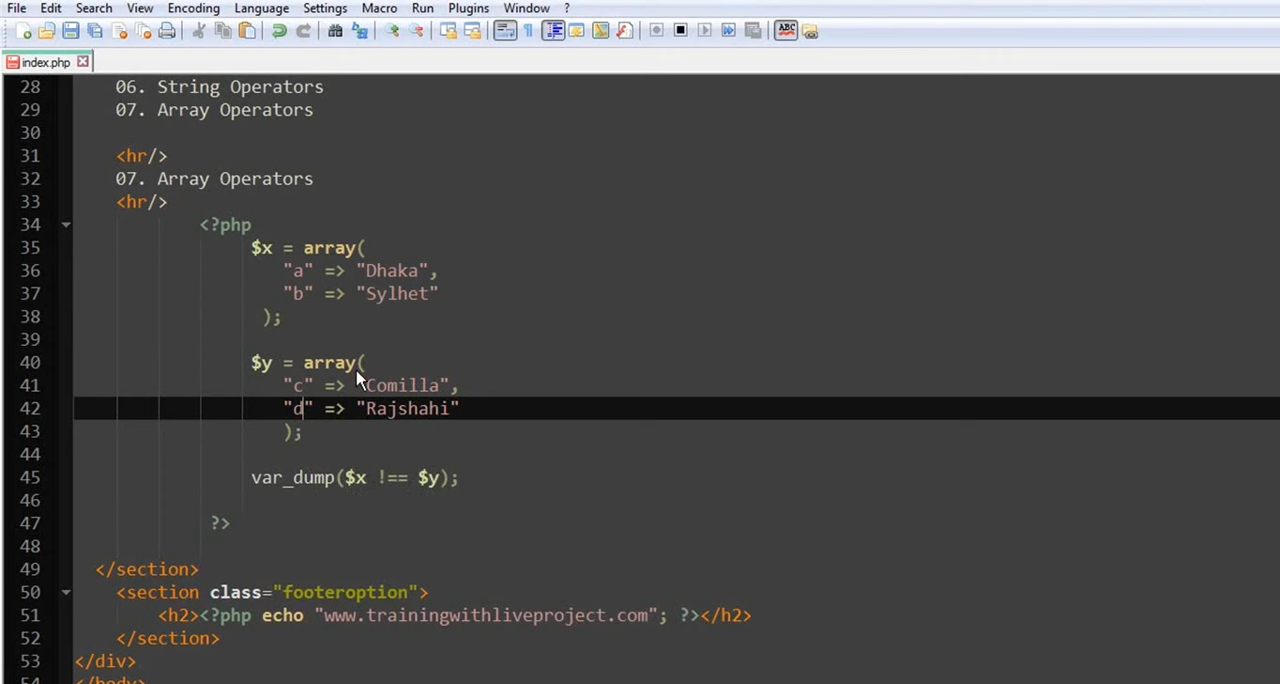 File Edit Search View Encoding Language Settings Macro Run Plugins Window ?
ABC
index.php
28 06. String Operators
29 07. Array Operators
30
31 <hr/>
32 07. Array Operators
33 <hr/>
34 <?php
35 $x = array(
36 "a" => "Dhaka",
37 "b" => "Sylhet"
38 );
39
40 $y = array(
41 "c" => "Comilla",
42 "d" => "Rajshahi"
43 );
44
45 var_dump($x !== $y);
46
47 ?>
48
49 </section>
50 <section class="footeroption">
51 <h2><?php echo "www.trainingwithliveproject.com"; ?></h2>
52 </section>
53 </div>
54 </body>